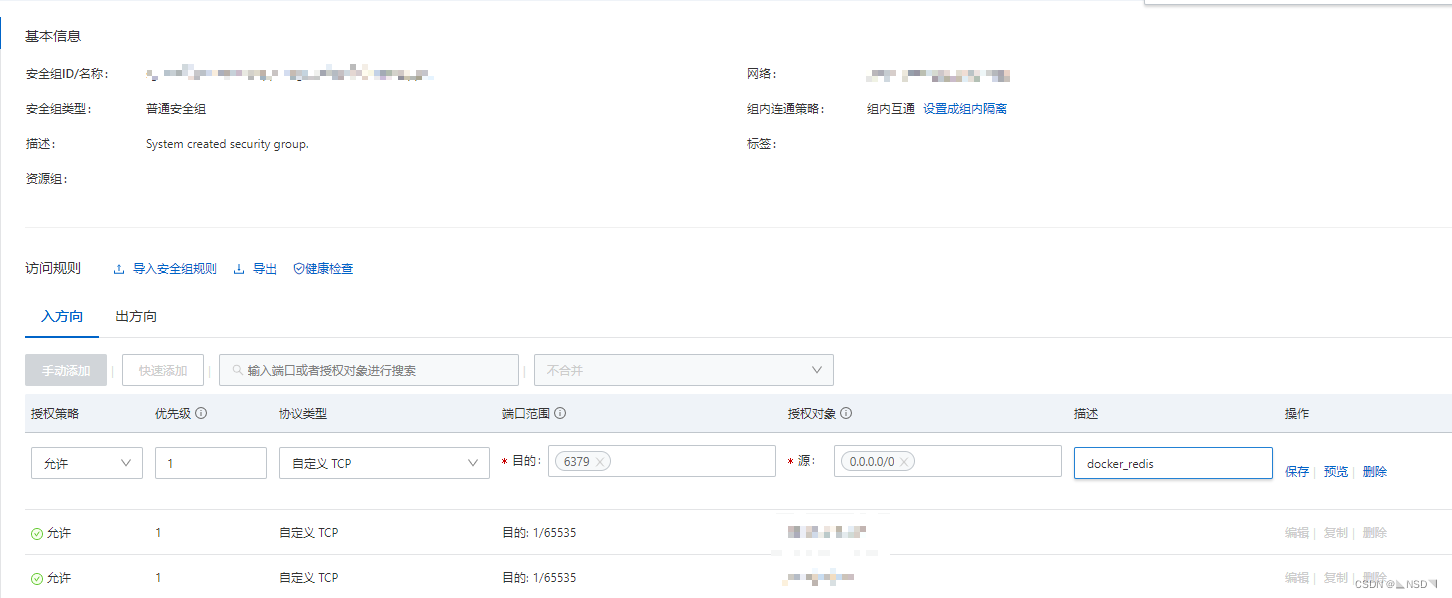 基本信息
安全组ID/名称：
网络：
安全组类型： 普通安全组
组内连通策略： 组内互通 设置成组内隔离
描述： System created security group.
标签：
资源组：
访问规则 导入安全组规则 导出 健康检查
入方向 出方向
手动添加 快速添加 输入端口或者授权对象进行搜索 不合并
授权策略 优先级 协议类型 端口范围 授权对象 描述 操作
允许 1 自定义 TCP * 目的： 6379 * 源： 0.0.0.0/0 docker_redis 保存 预览 删除
允许 1 自定义 TCP 目的: 1/65535 编辑 复制 删除
允许 1 自定义 TCP 目的: 1/65535 编辑 复制 删除
CSDN @◣NSD◥